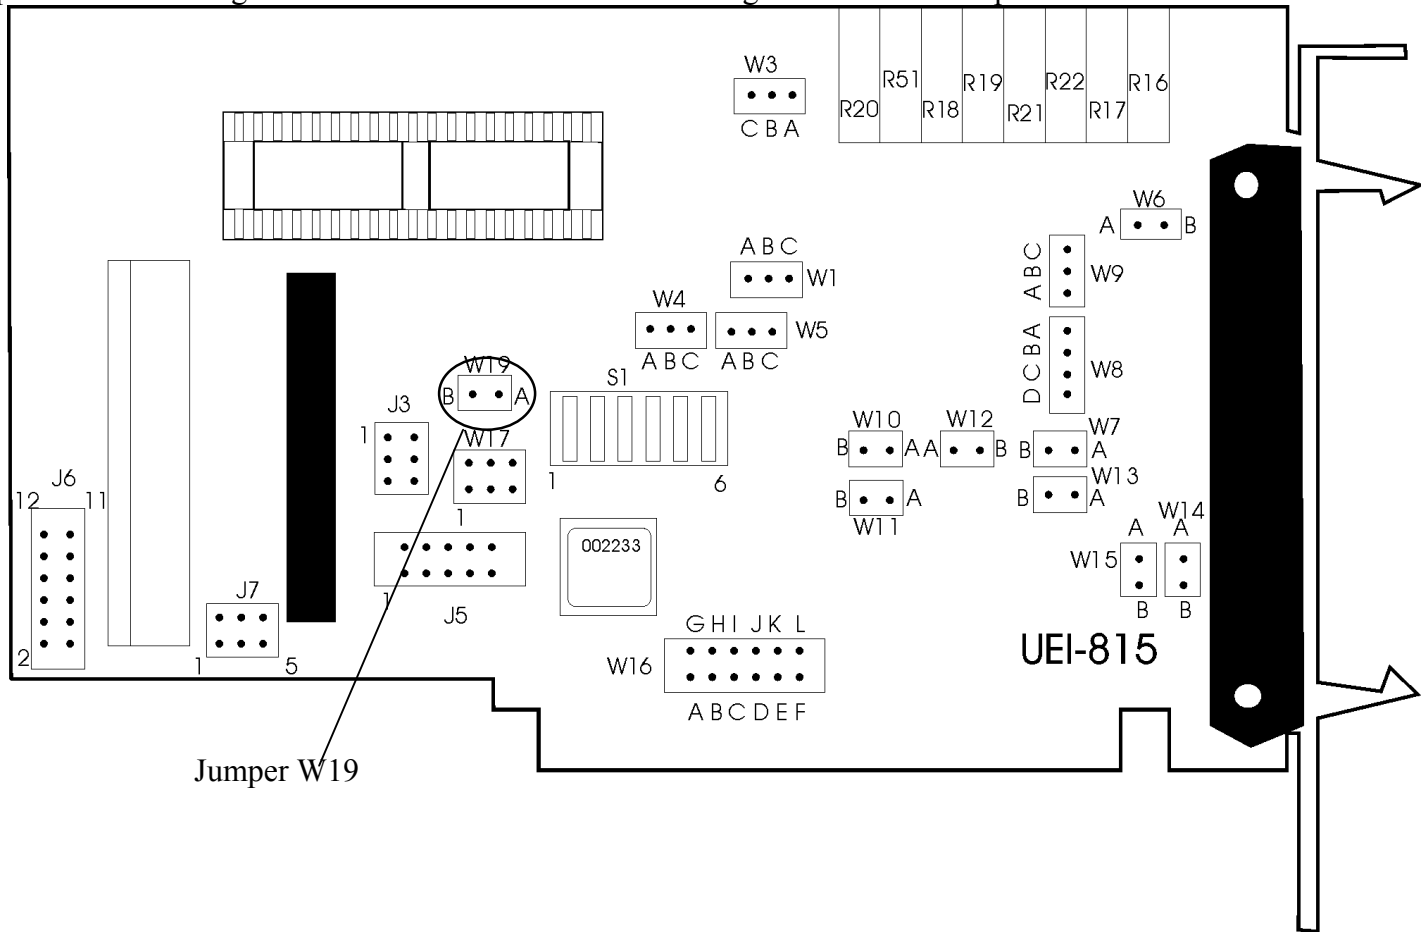 W3
C B A
R20 R51 R18 R19 R21 R22 R17 R16
W6
A B
A B C
W1
A B C
W9
W4
A B C
W5
A B C
D C B A
W8
W19
B A
S1
1 6
J3
1
W17
1
W10
B A
W12
A B
W7
B A
W11
B A
W13
B A
J6
12 11
2
W14
A
B
W15
A
B
002233
J5
1
J7
1 5
G H I J K L
W16
A B C D E F
UEI-815
Jumper W19